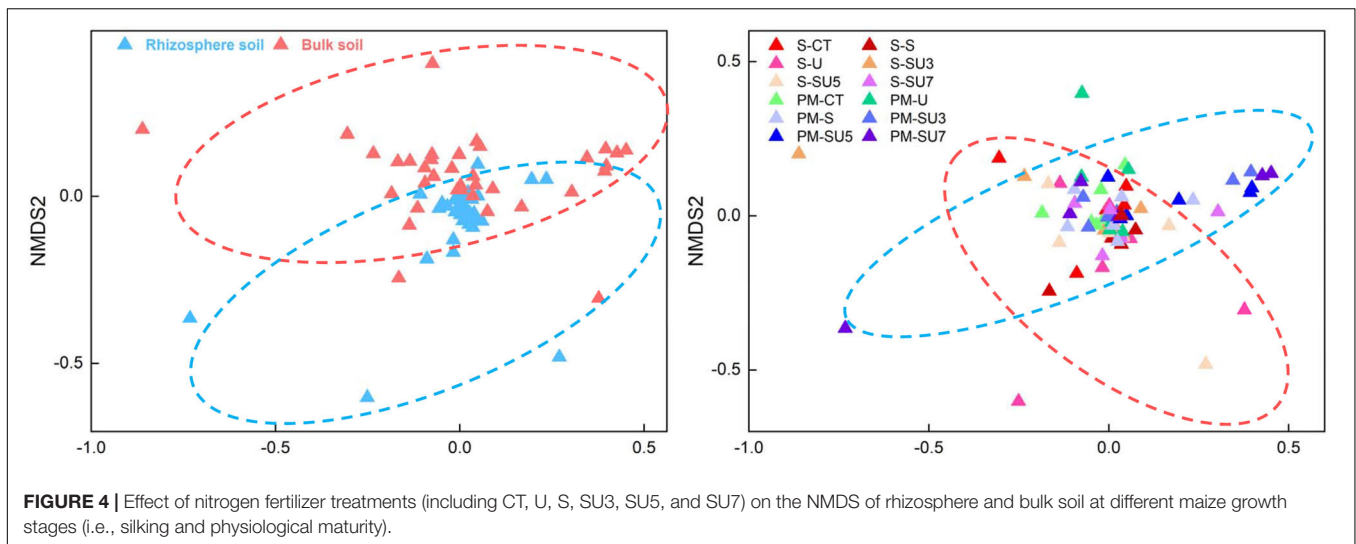 Rhizosphere soil Bulk soil
NMDS2
0.0
-0.5
-1.0 -0.5 0.0 0.5
S-CT S-S
S-U S-SU3
S-SU5 S-SU7
PM-CT PM-U
PM-S PM-SU3
PM-SU5 PM-SU7
NMDS2
0.5
0.0
-0.5
-1.0 -0.5 0.0 0.5
FIGURE 4 | Effect of nitrogen fertilizer treatments (including CT, U, S, SU3, SU5, and SU7) on the NMDS of rhizosphere and bulk soil at different maize growth
stages (i.e., silking and physiological maturity).